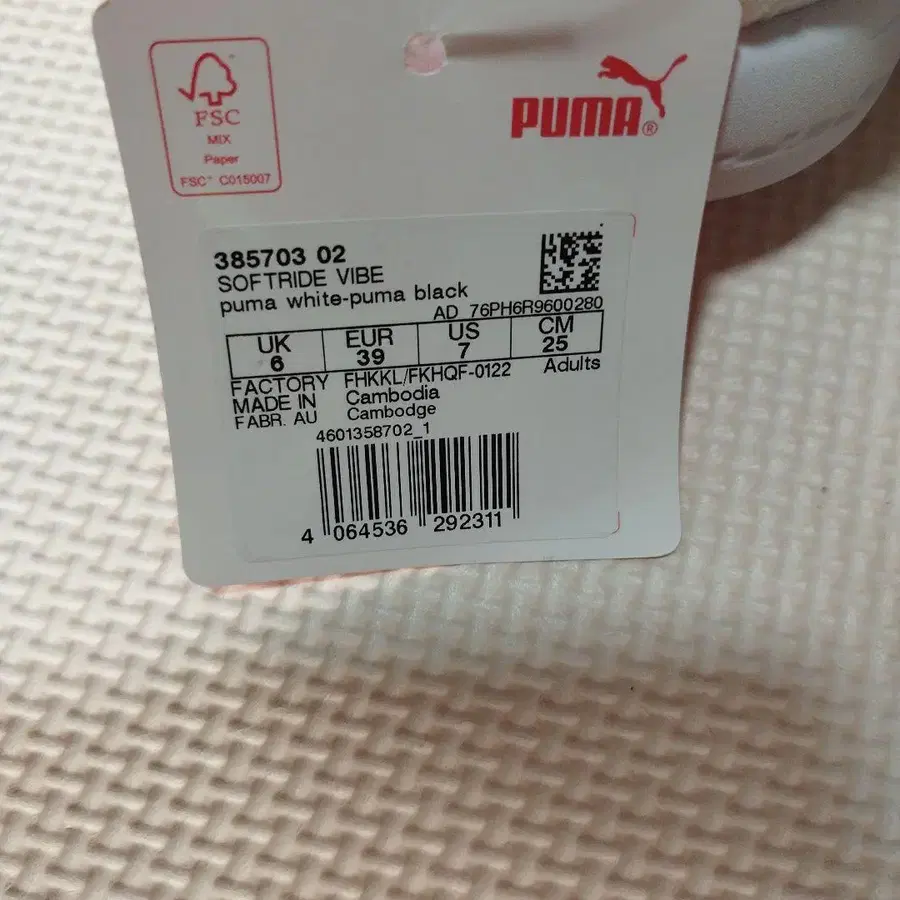 FSC
MIX
Paper
FSC™ C015007
PUMA®
385703 02
SOFTRIDE VIBE
puma white-puma black
AD 76PH6R9600280
UK EUR US CM
6 39 7 25
FACTORY FHKKL/FKHQF-0122 Adults
MADE IN Cambodia
FABR. AU Cambodge
4601358702_1
4 064536 292311